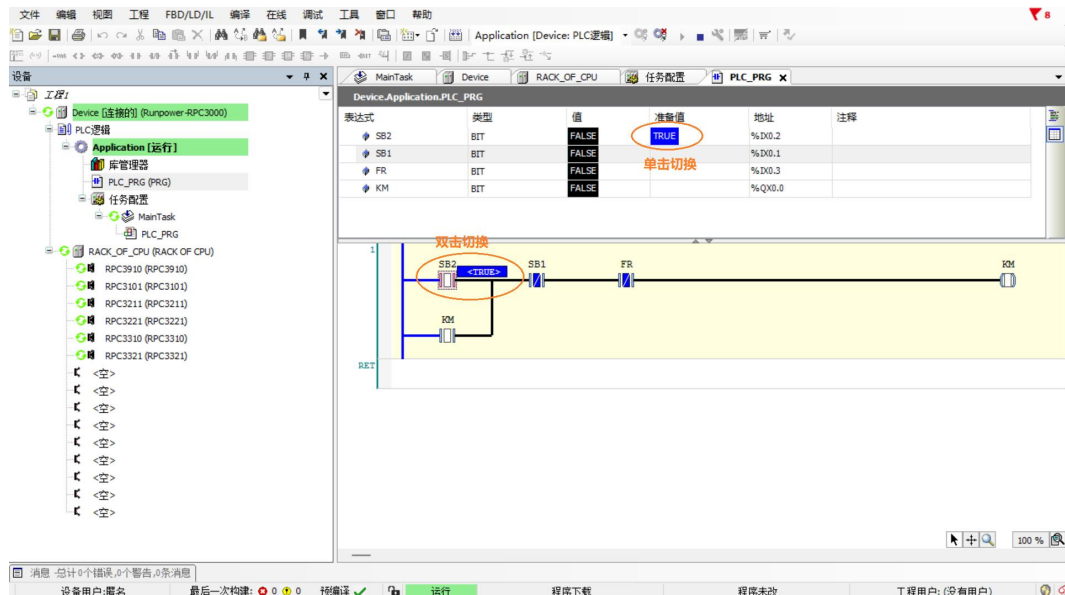 文件 编辑 视图 工程 FBD/LD/IL 编译 在线 调试 工具 窗口 帮助
8
Application [Device: PLC逻辑]
设备
MainTask Device RACK_OF_CPU 任务配置 PLC_PRG
工程1
Device [连接的] (Runpower-RPC3000)
PLC逻辑
Application [运行]
库管理器
PLC_PRG (PRG)
任务配置
MainTask
PLC_PRG
RACK_OF_CPU (RACK OF CPU)
RPC3910 (RPC3910)
RPC3101 (RPC3101)
RPC3211 (RPC3211)
RPC3221 (RPC3221)
RPC3310 (RPC3310)
RPC3321 (RPC3321)
<空>
<空>
<空>
<空>
<空>
<空>
<空>
<空>
<空>
Device.Application.PLC_PRG
表达式 类型 值 准备值 地址 注释
SB2 BIT FALSE TRUE %IX0.2
SB1 BIT FALSE %IX0.1
FR BIT FALSE %IX0.3
KM BIT FALSE %QX0.0
单击切换
双击切换
1
SB2 <TRUE> SB1 FR KM
KM
RET
100 %
消息 -总计0个错误,0个警告,0条消息
设备用户:匿名 最后一次构建: 0 0 预编译 运行 程序下载 程序未改 工程用户: (没有用户)